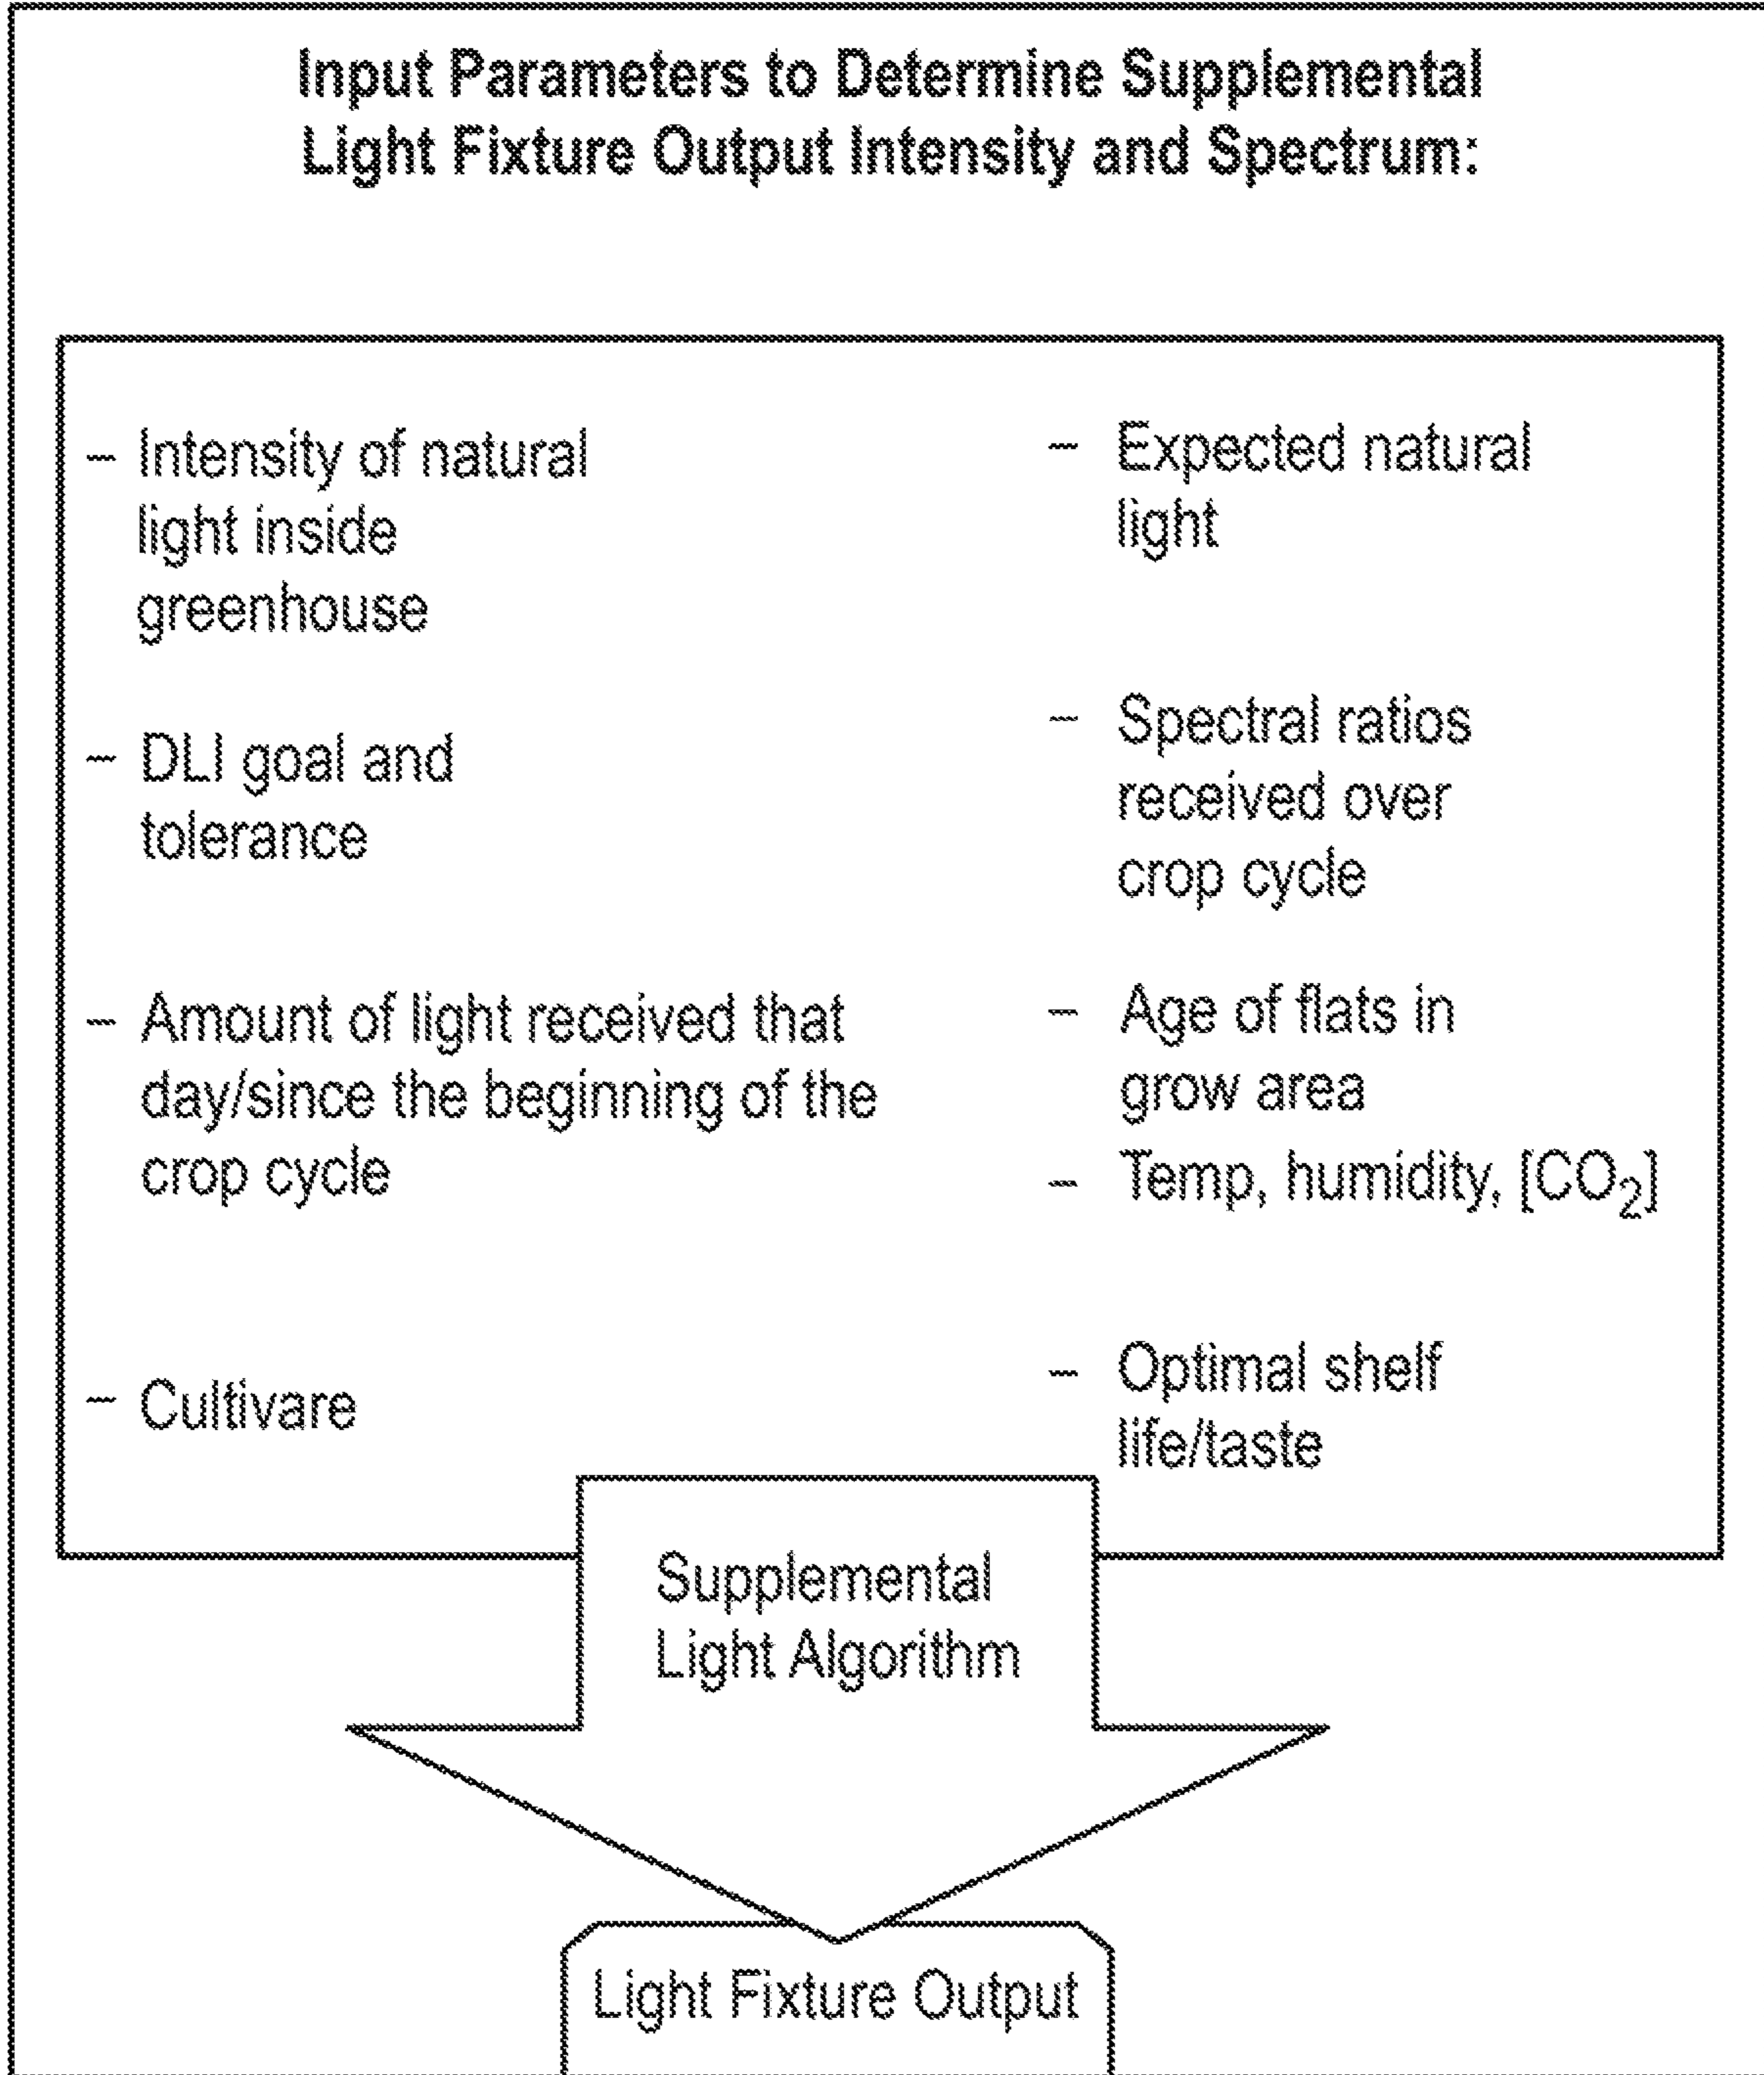 Input Parameters to Determine Supplemental
Light Fixture Output Intensity and Spectrum:
– Intensity of natural
light inside
greenhouse
– DLI goal and
tolerance
– Amount of light received that
day/since the beginning of the
crop cycle
– Cultivare
– Expected natural
light
– Spectral ratios
received over
crop cycle
– Age of flats in
grow area
– Temp, humidity, [CO₂]
– Optimal shelf
life/taste
Supplemental
Light Algorithm
Light Fixture Output